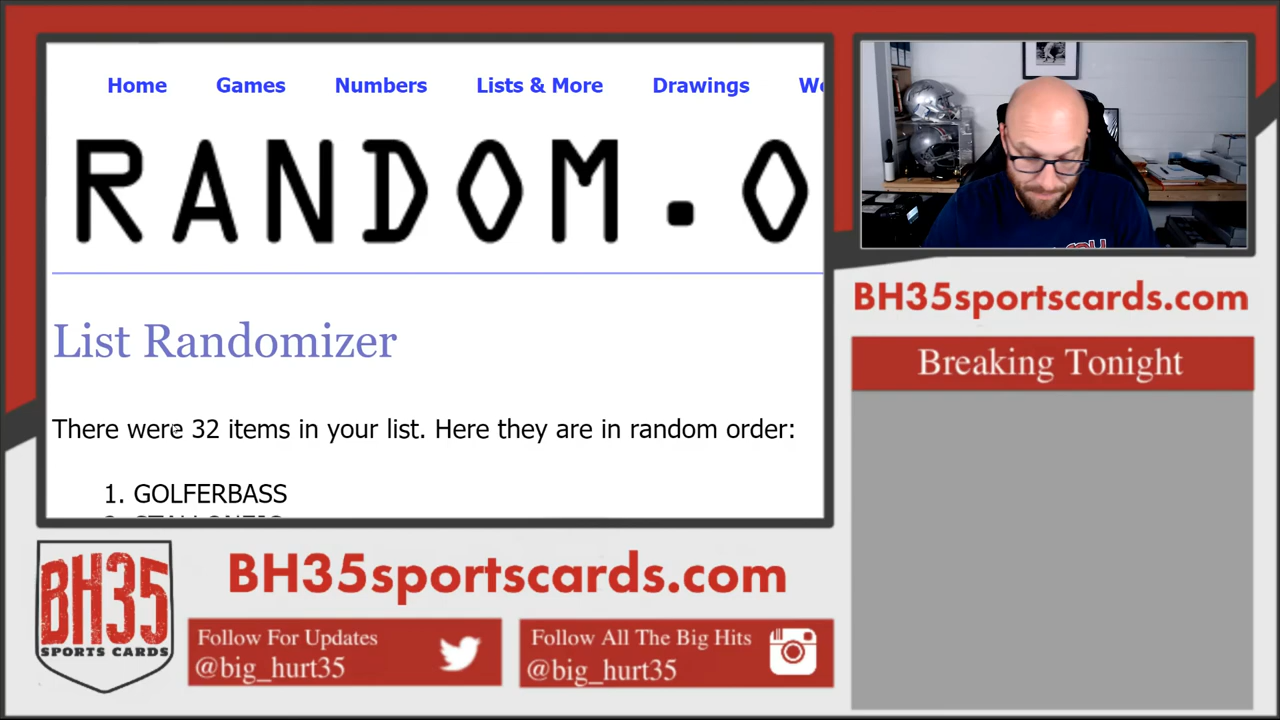 Home Games Numbers Lists & More Drawings
RANDOM.O
List Randomizer
There were 32 items in your list. Here they are in random order:
1. GOLFERBASS
BH35sportscards.com
Breaking Tonight
BH35
SPORTS CARDS
BH35sportscards.com
Follow For Updates
@big_hurt35
Follow All The Big Hits
@big_hurt35